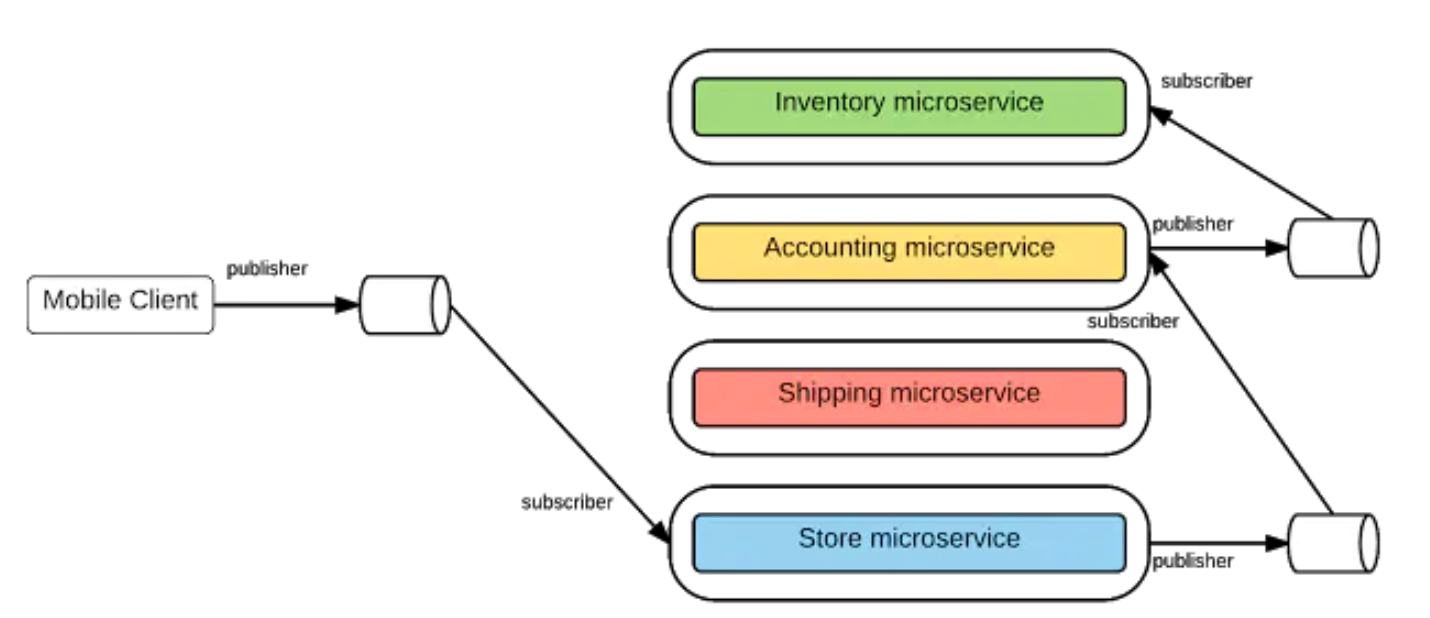 subscriber
Inventory microservice
publisher
Accounting microservice
publisher
Mobile Client
subscriber
Shipping microservice
subscriber
Store microservice
publisher